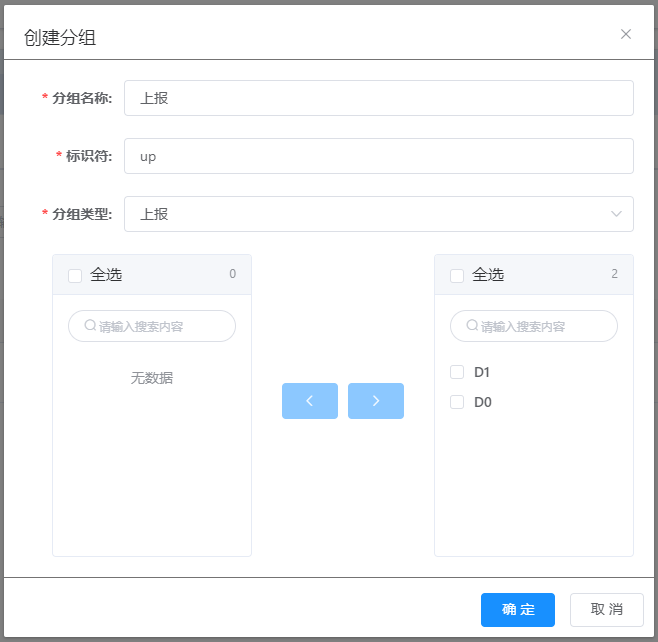 创建分组
* 分组名称: 上报
* 标识符: up
* 分组类型: 上报
全选 0
请输入搜索内容
无数据
全选 2
请输入搜索内容
D1
D0
确 定 取 消